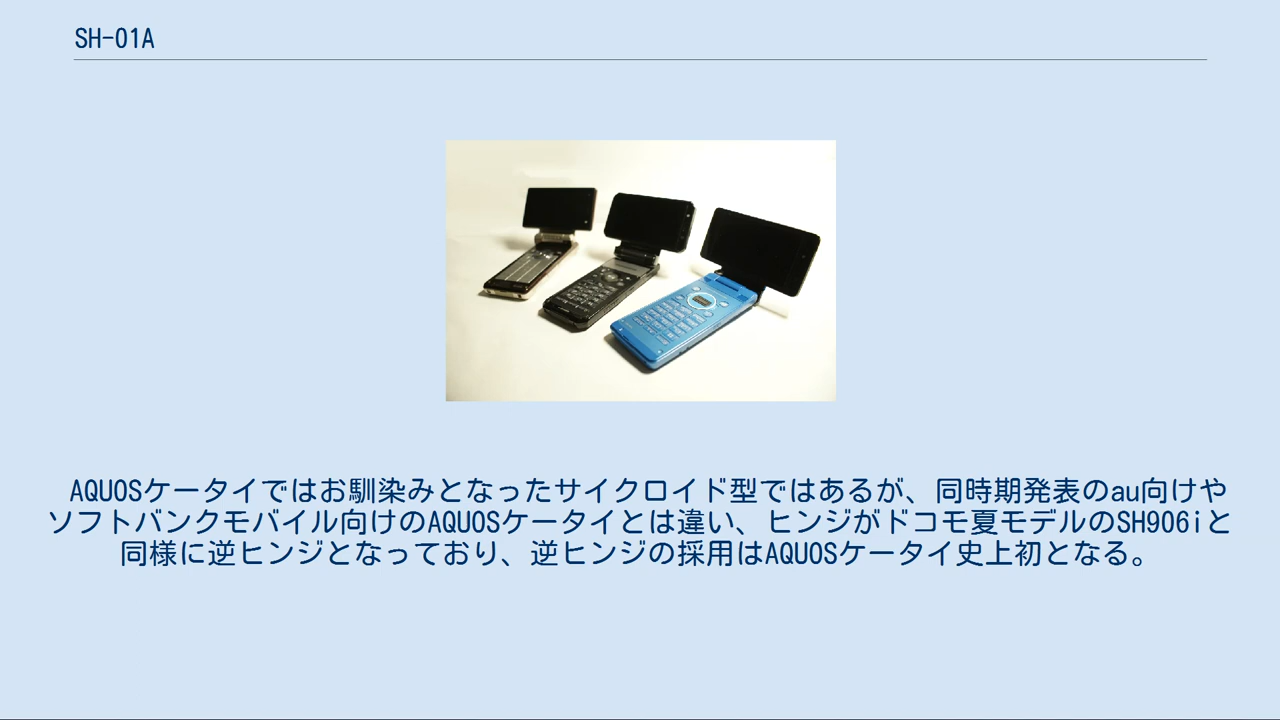 SH-01A
AQUOSケータイではお馴染みとなったサイクロイド型ではあるが、同時期発表のau向けや
ソフトバンクモバイル向けのAQUOSケータイとは違い、ヒンジがドコモ夏モデルのSH906iと
同様に逆ヒンジとなっており、逆ヒンジの採用はAQUOSケータイ史上初となる。